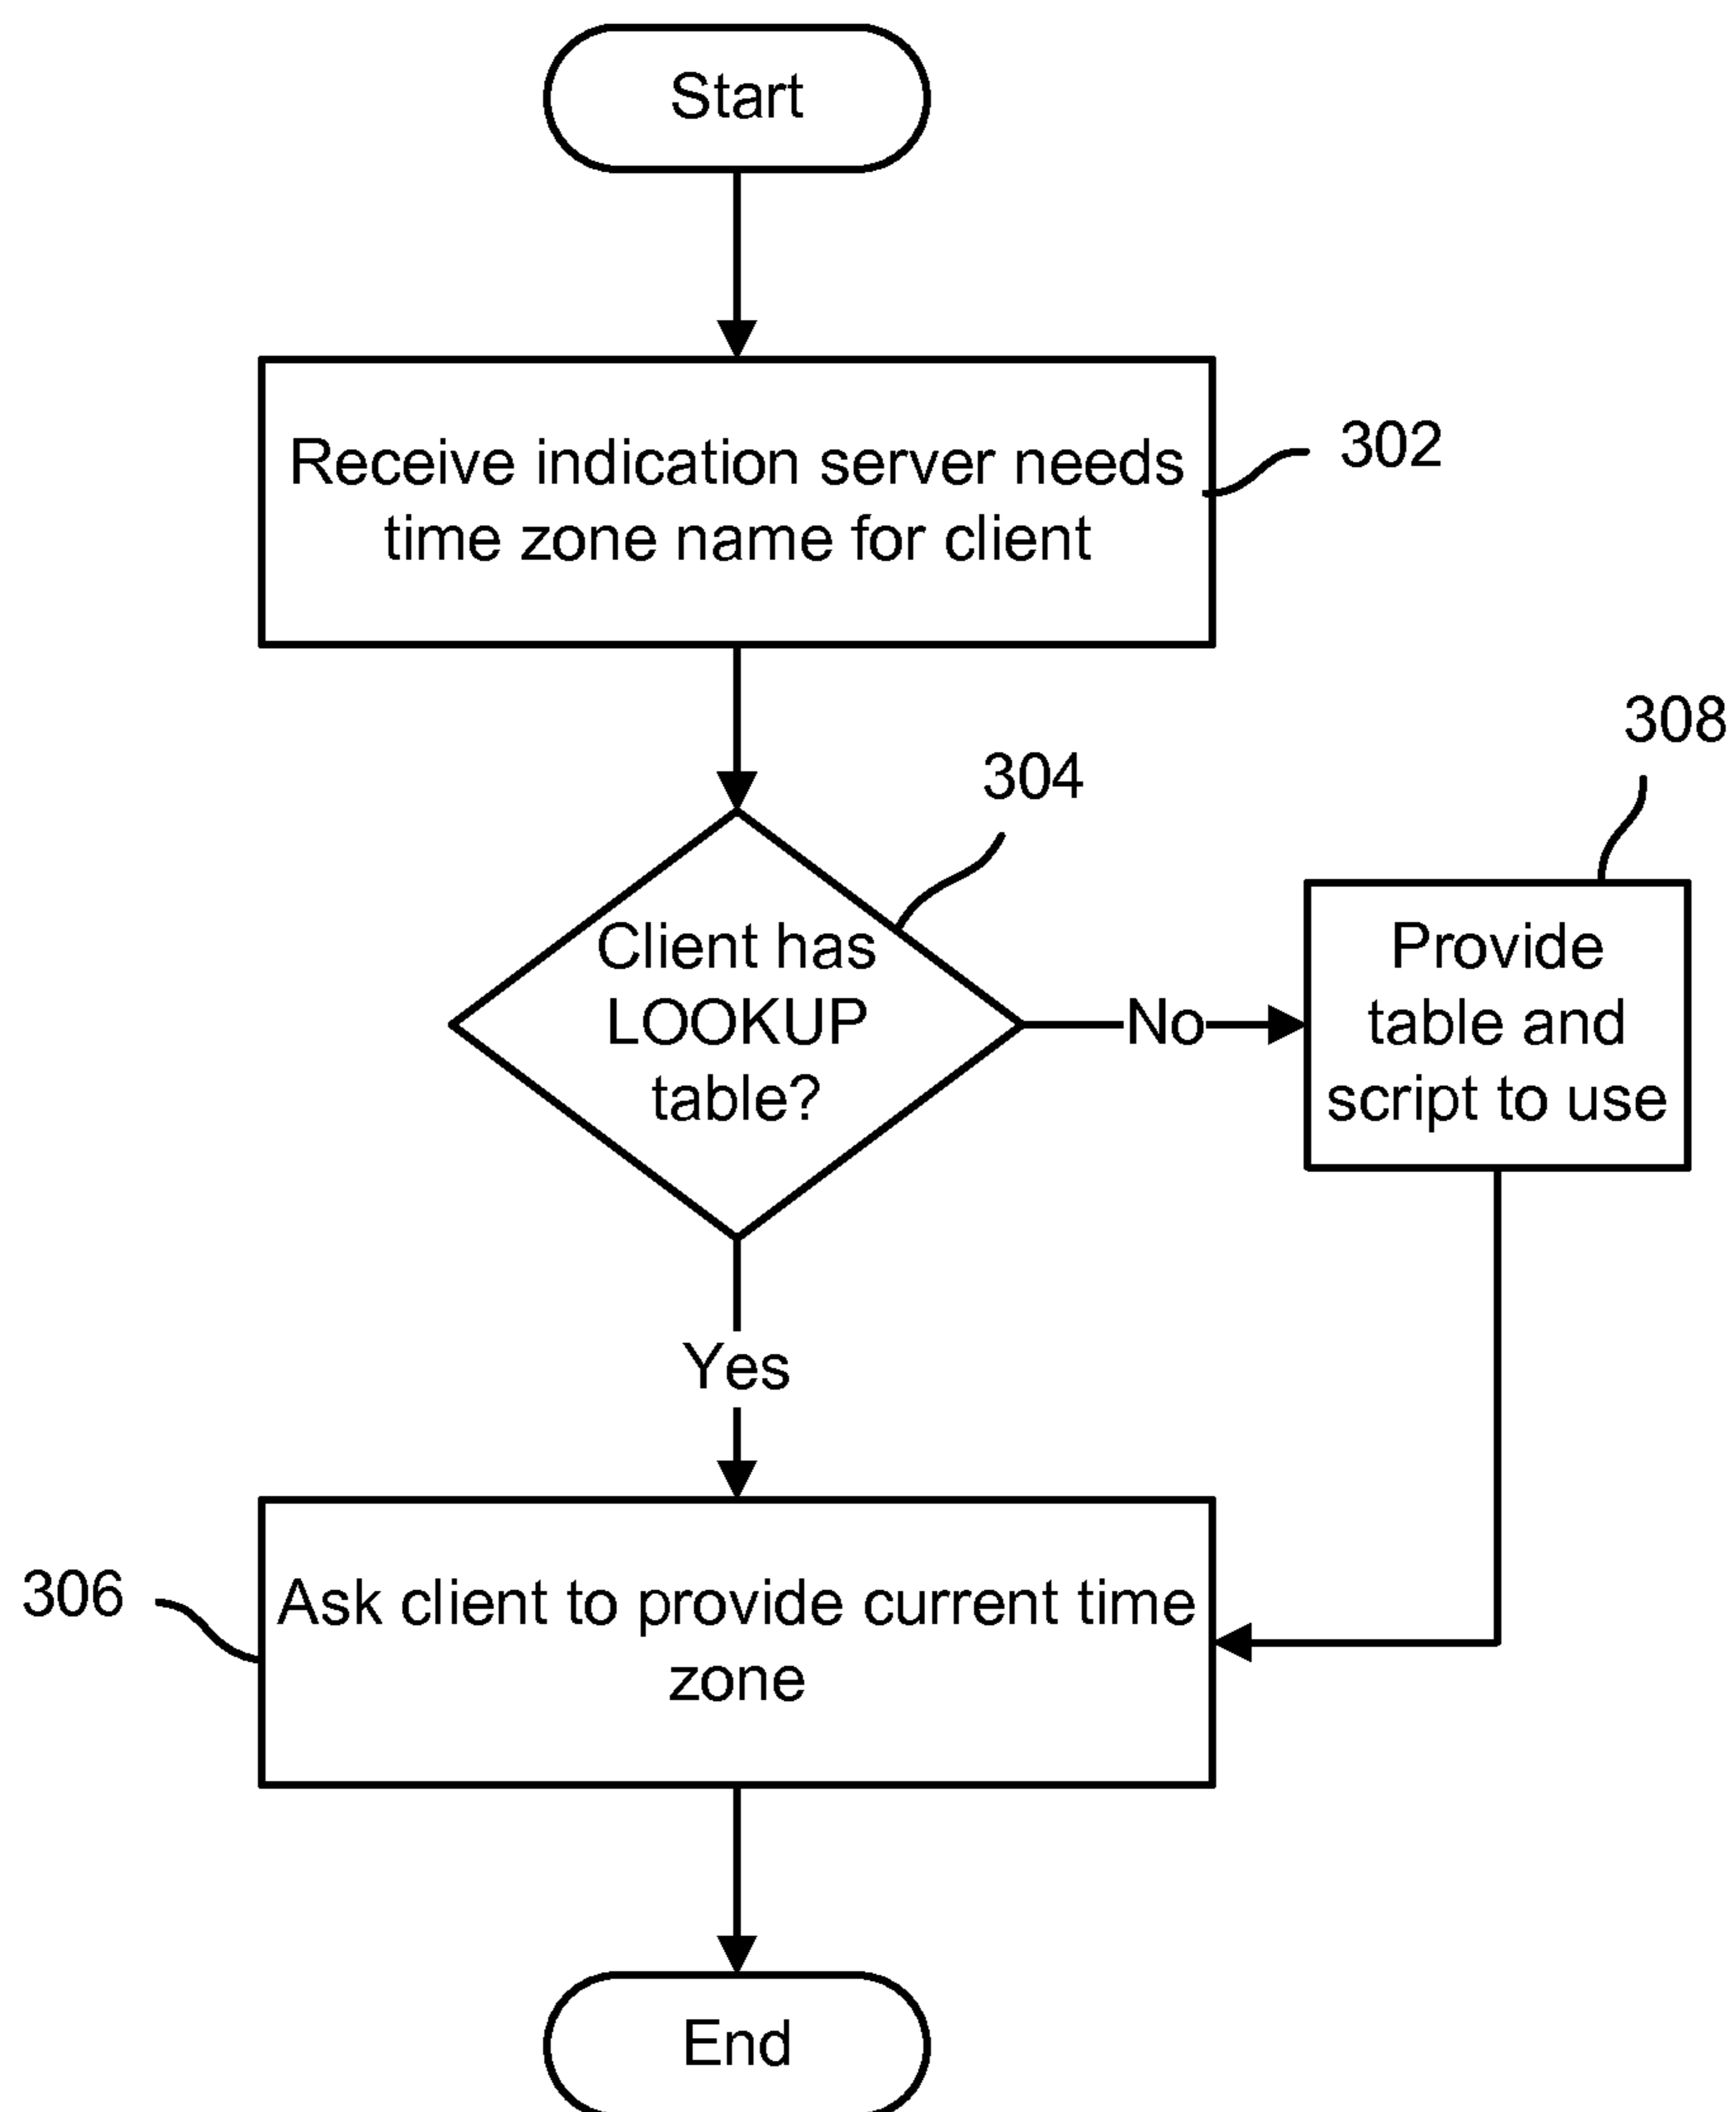 Start
Receive indication server needs
time zone name for client
302
304
308
Client has
LOOKUP
table?
No
Provide
table and
script to use
Yes
306
Ask client to provide current time
zone
End